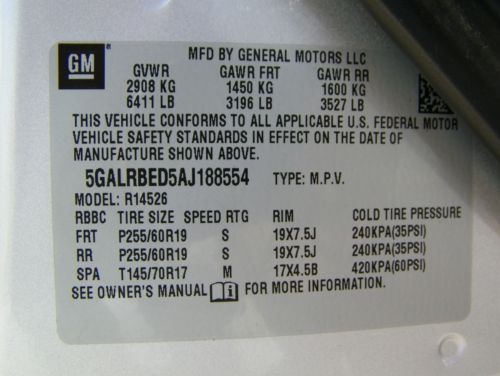 GM
MFD BY GENERAL MOTORS LLC
GVWR GAWR FRT GAWR RR
2908 KG 1450 KG 1600 KG
6411 LB 3196 LB 3527 LB
THIS VEHICLE CONFORMS TO ALL APPLICABLE U.S. FEDERAL MOTOR
VEHICLE SAFETY STANDARDS IN EFFECT ON THE DATE OF
MANUFACTURE SHOWN ABOVE.
5GALRBED5AJ188554 TYPE: M.P.V.
MODEL: R14526
RBBC TIRE SIZE SPEED RTG RIM COLD TIRE PRESSURE
FRT P255/60R19 S 19X7.5J 240KPA(35PSI)
RR P255/60R19 S 19X7.5J 240KPA(35PSI)
SPA T145/70R17 M 17X4.5B 420KPA(60PSI)
SEE OWNER'S MANUAL FOR MORE INFORMATION.